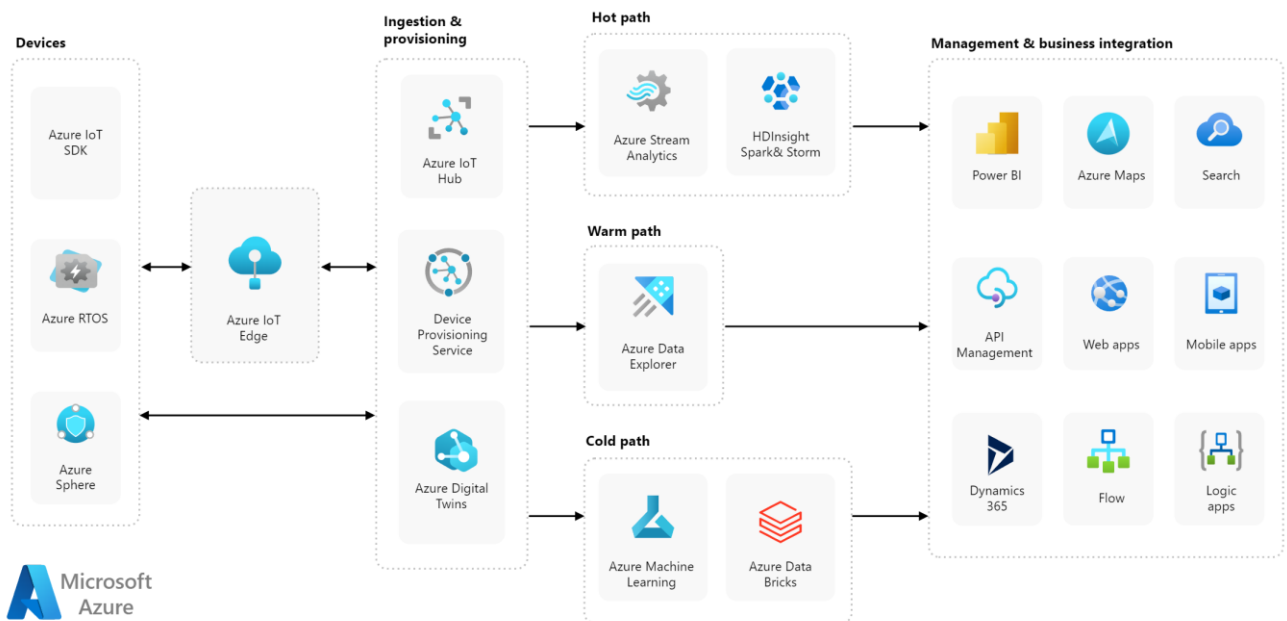 Devices
Azure IoT
SDK
Azure RTOS
Azure
Sphere
Azure IoT
Edge
Ingestion &
provisioning
Azure IoT
Hub
Device
Provisioning
Service
Azure Digital
Twins
Hot path
Azure Stream
Analytics
HDInsight
Spark& Storm
Warm path
Azure Data
Explorer
Cold path
Azure Machine
Learning
Azure Data
Bricks
Management & business integration
Power BI
Azure Maps
Search
API
Management
Web apps
Mobile apps
Dynamics
365
Flow
Logic
apps
Microsoft
Azure